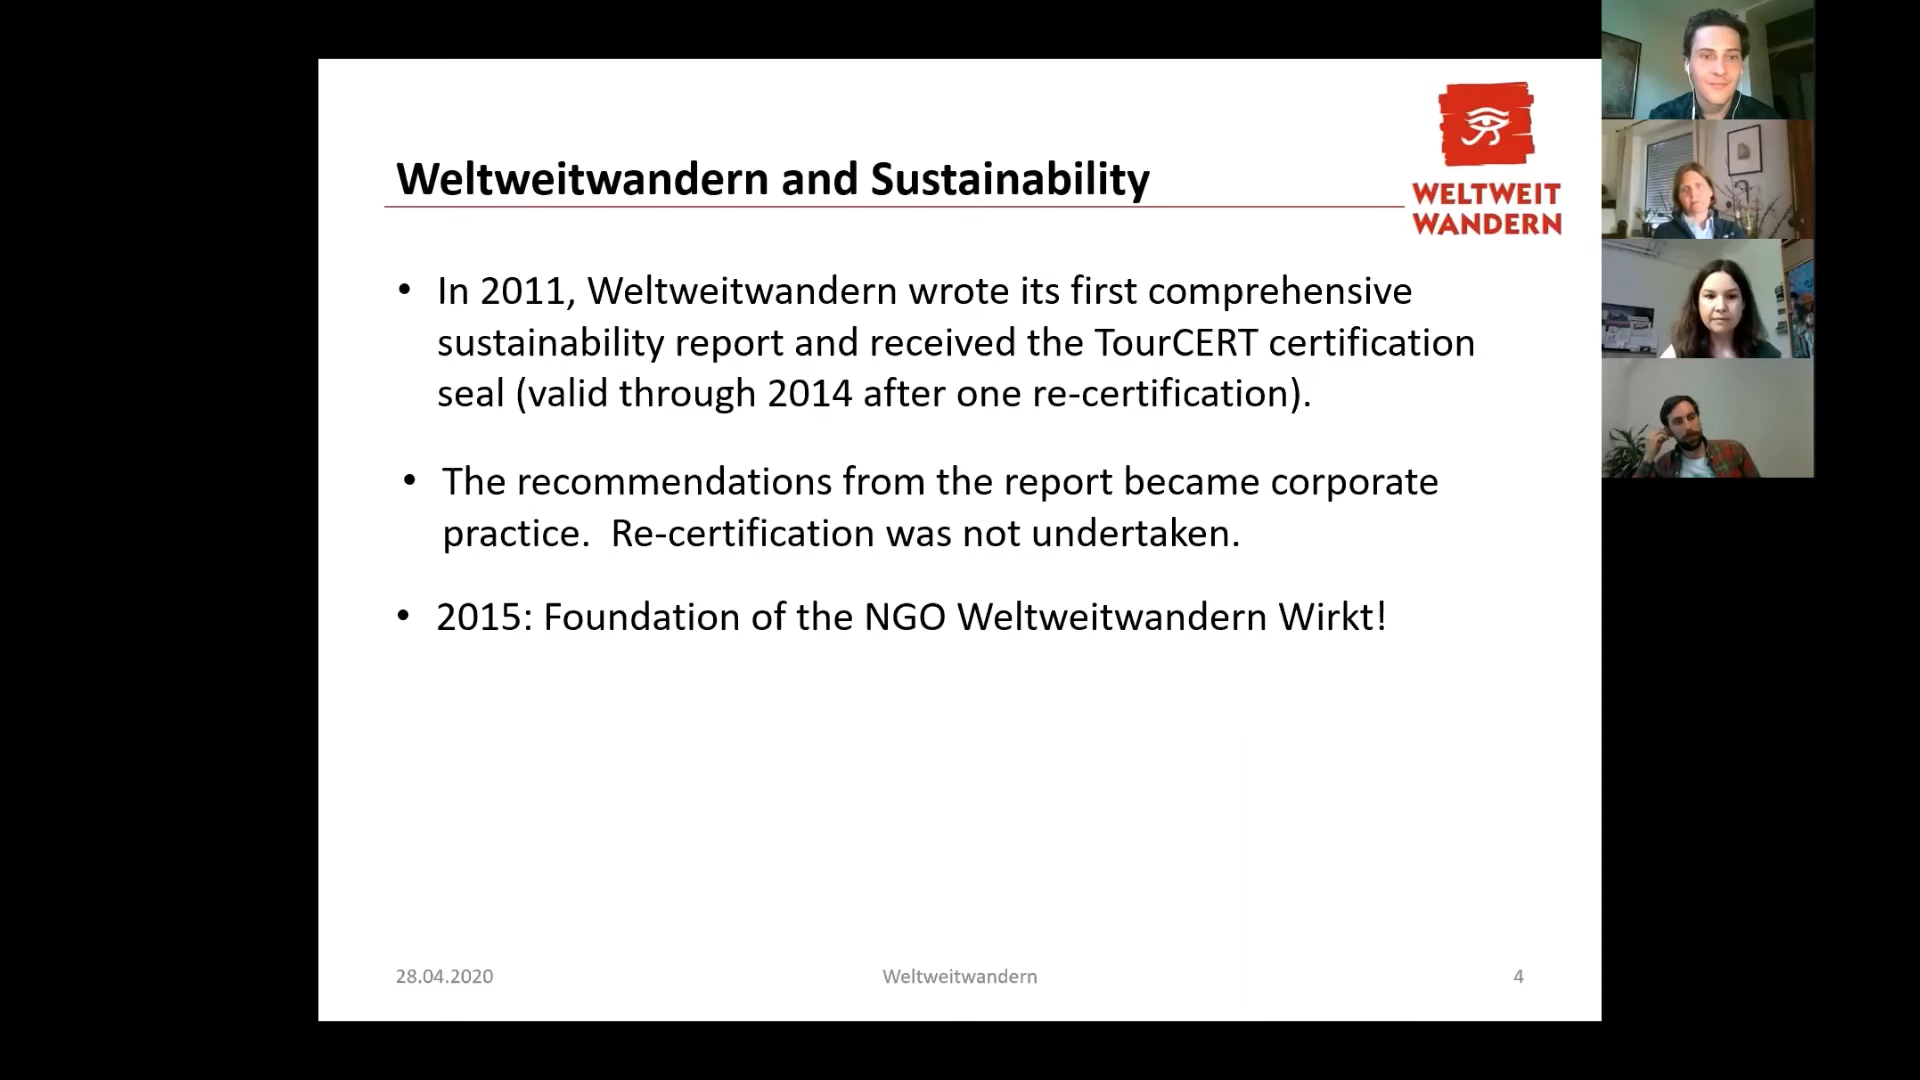 WELTWEIT
WANDERN
Weltweitwandern and Sustainability
• In 2011, Weltweitwandern wrote its first comprehensive
sustainability report and received the TourCERT certification
seal (valid through 2014 after one re-certification).
• The recommendations from the report became corporate
practice.  Re-certification was not undertaken.
• 2015: Foundation of the NGO Weltweitwandern Wirkt!
28.04.2020
Weltweitwandern
4